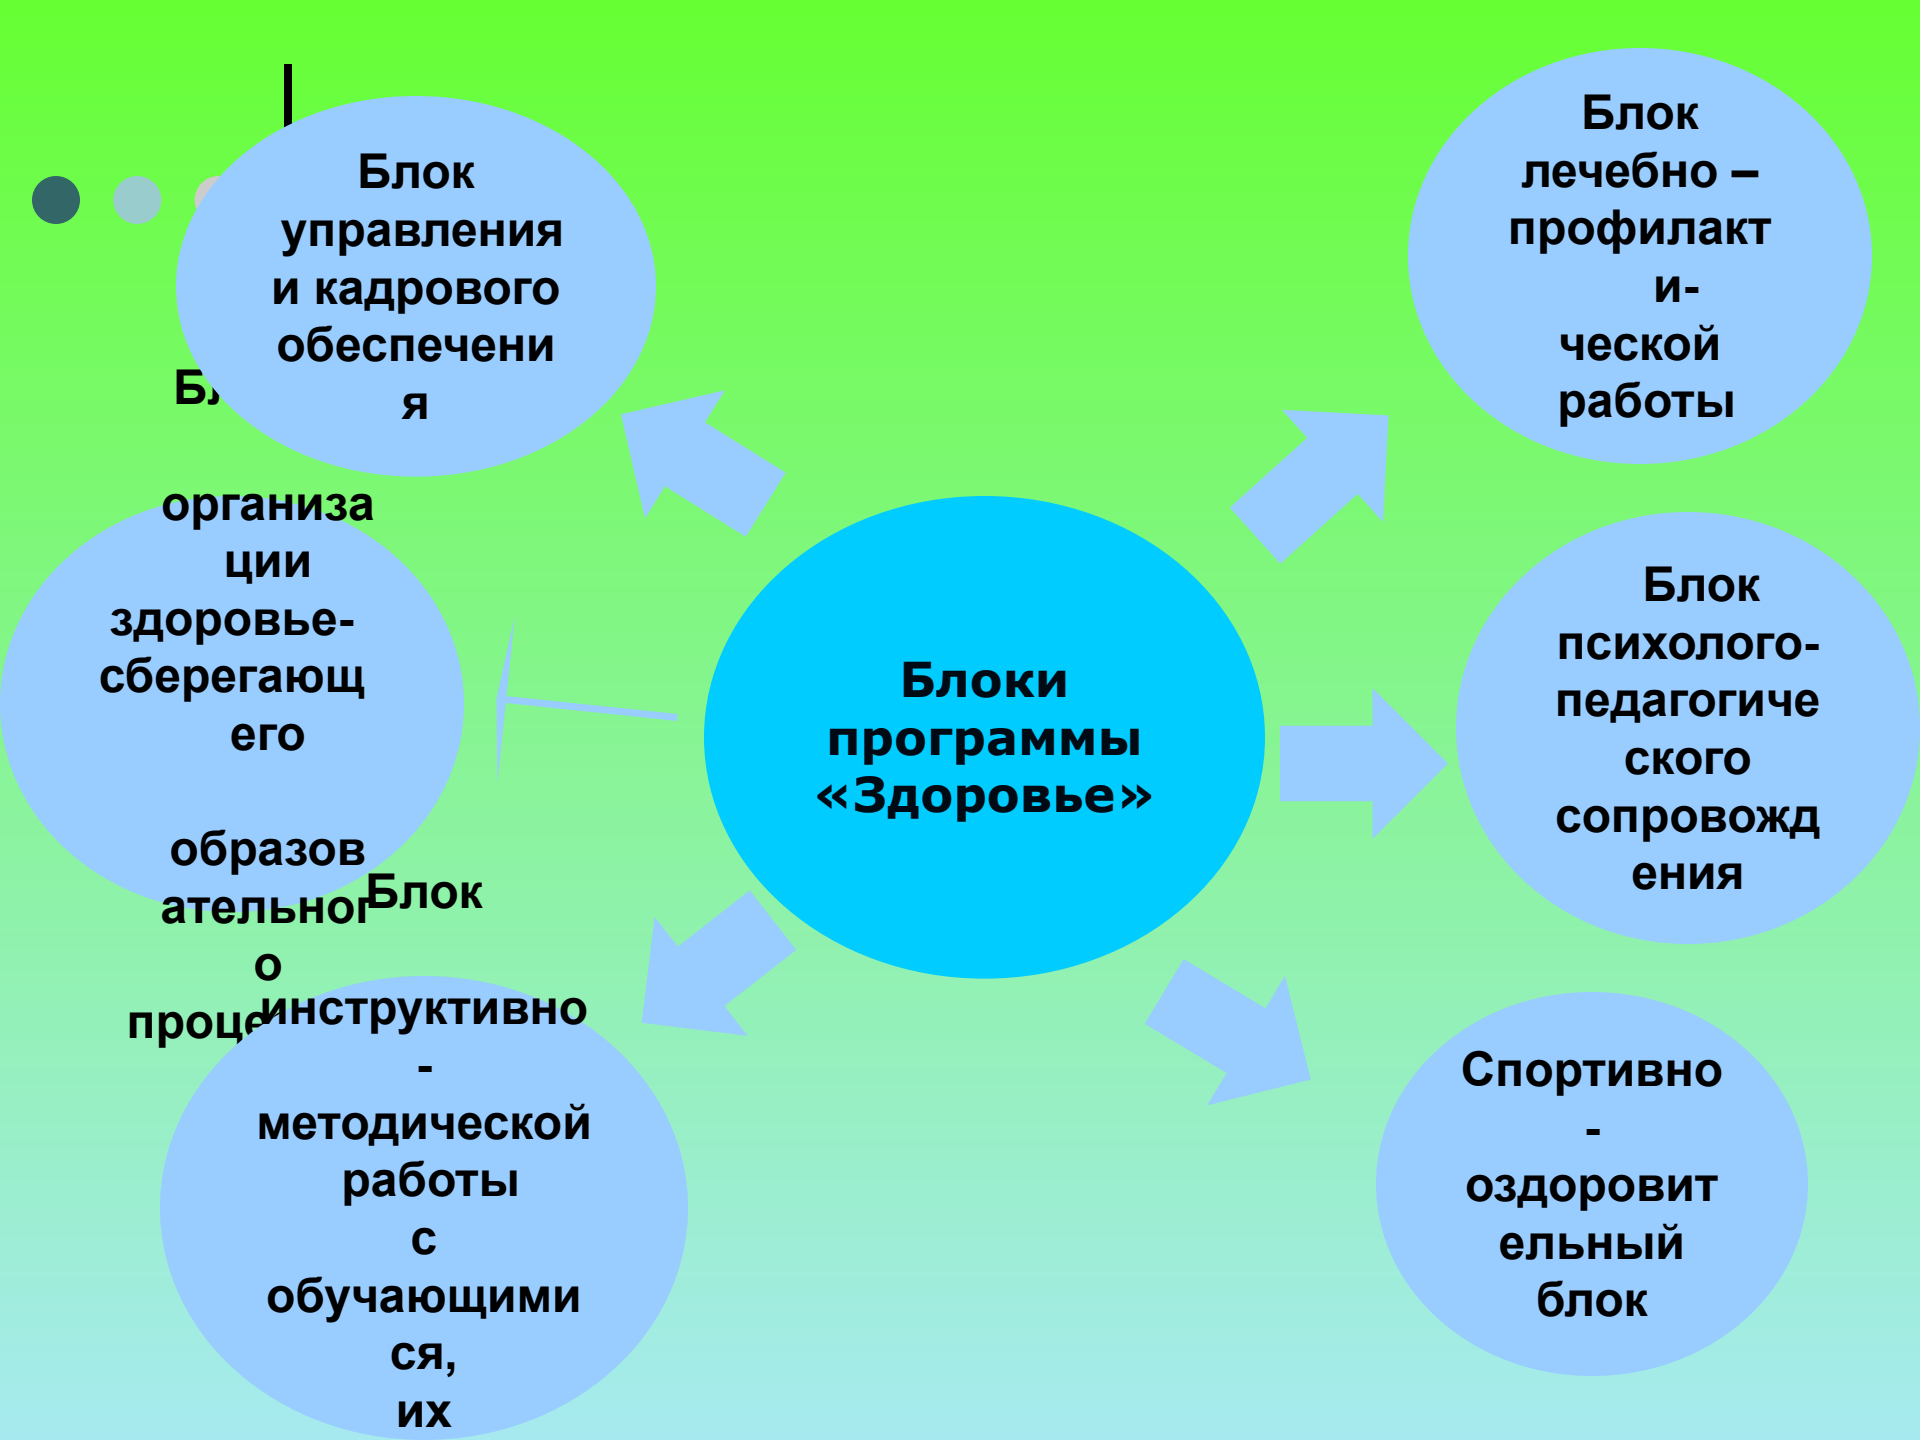 Блок
управления
и кадрового
обеспечени
я
организа
ции
здоровье-
сберегающ
его
образов
ательног
о
Блок
инструктивно
-
методической
работы
с
обучающими
ся,
их
Блоки
программы
«Здоровье»
Блок
лечебно –
профилакт
и-
ческой
работы
Блок
психолого-
педагогиче
ского
сопровожд
ения
Спортивно
-
оздоровит
ельный
блок